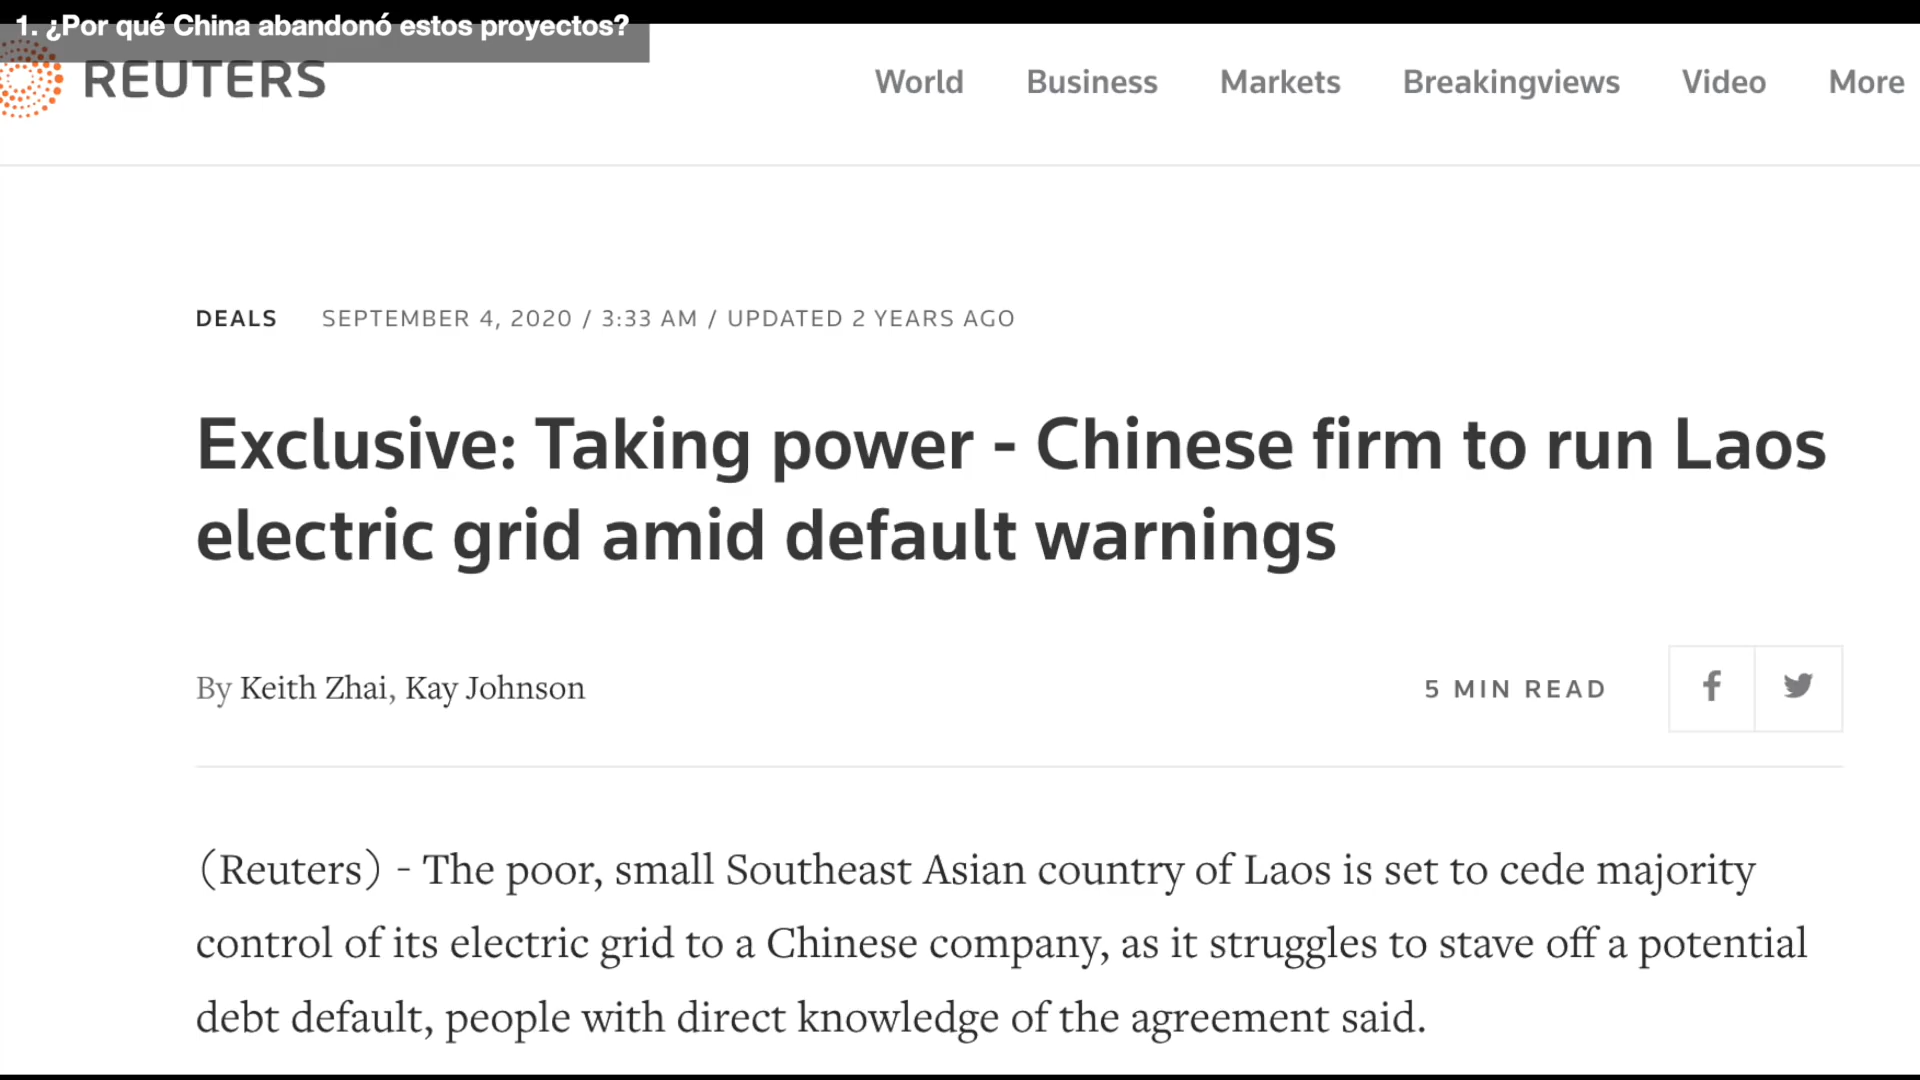 1. ¿Por qué China abandonó estos proyectos?
REUTERS World Business Markets Breakingviews Video More
DEALS SEPTEMBER 4, 2020 / 3:33 AM / UPDATED 2 YEARS AGO
Exclusive: Taking power - Chinese firm to run Laos
electric grid amid default warnings
By Keith Zhai, Kay Johnson 5 MIN READ
(Reuters) - The poor, small Southeast Asian country of Laos is set to cede majority
control of its electric grid to a Chinese company, as it struggles to stave off a potential
debt default, people with direct knowledge of the agreement said.